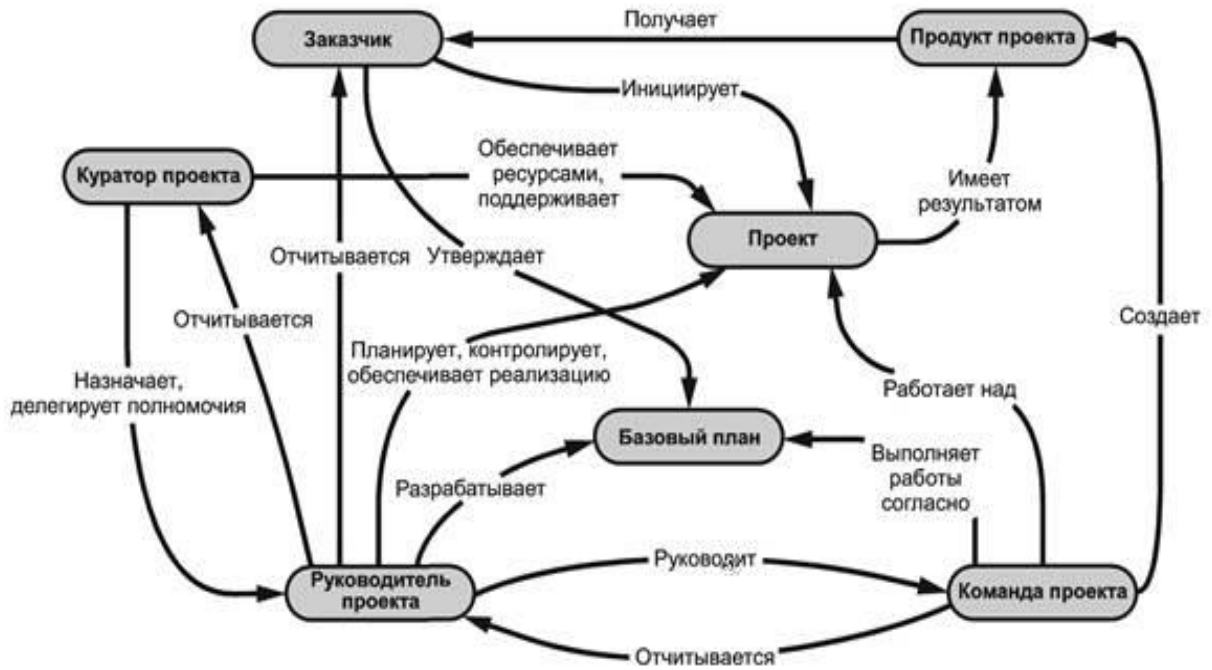 Получает
Заказчик
Продукт проекта
Инициирует
Обеспечивает
ресурсами,
поддерживает
Куратор проекта
Имеет
результатом
Проект
Отчитывается
Утверждает
Отчитывается
Создает
Планирует, контролирует,
обеспечивает реализацию
Назначает,
делегирует полномочия
Работает над
Базовый план
Выполняет
работы
согласно
Разрабатывает
Руководит
Руководитель
проекта
Команда проекта
Отчитывается